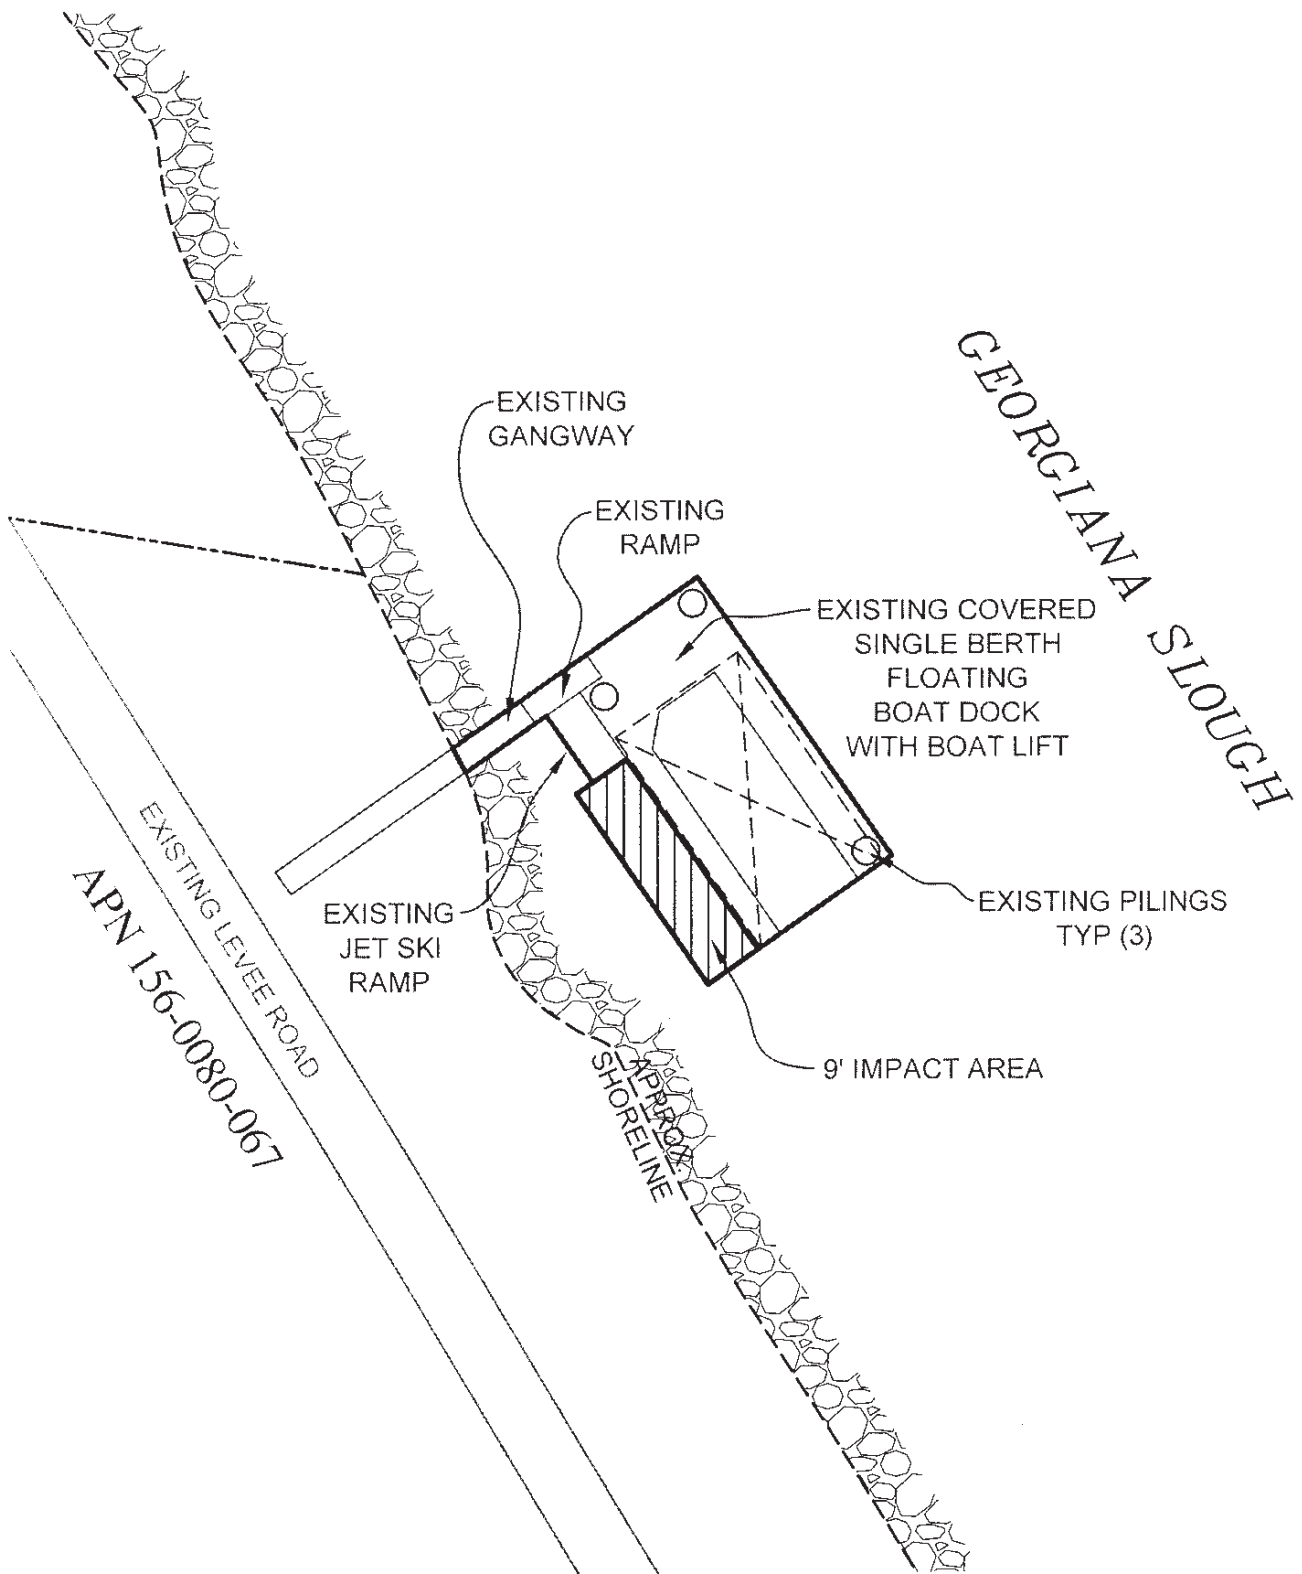 EXISTING
GANGWAY
EXISTING
RAMP
GEORGIANA SLOUGH
EXISTING COVERED
SINGLE BERTH
FLOATING
BOAT DOCK
WITH BOAT LIFT
EXISTING LEVEE ROAD
APN 156-0080-067
EXISTING
JET SKI
RAMP
EXISTING PILINGS
TYP (3)
9' IMPACT AREA
APPROX.
SHORELINE